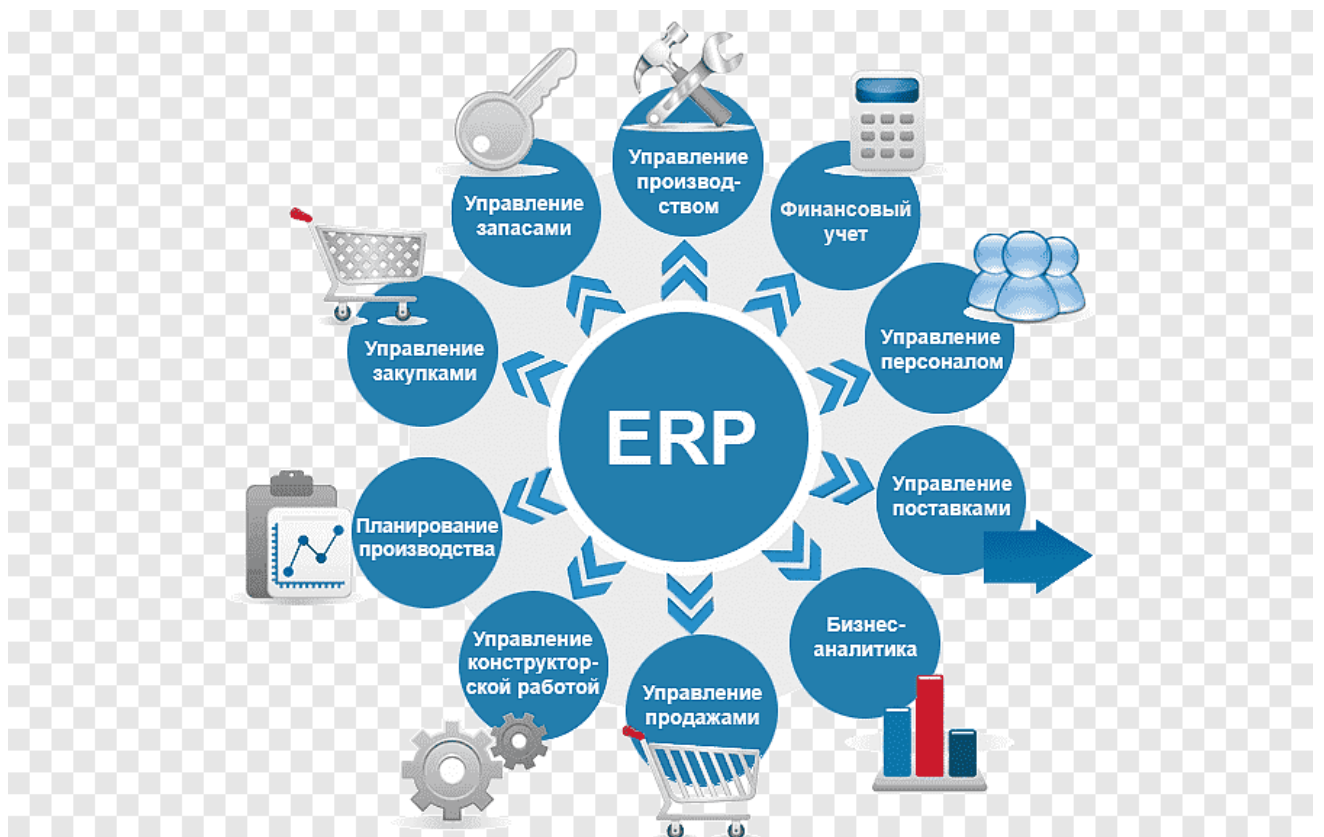 Управление
производ-
ством
Финансовый
учет
Управление
персоналом
Управление
поставками
Бизнес-
аналитика
Управление
продажами
Управление
конструктор-
ской работой
Планирование
производства
Управление
закупками
Управление
запасами
ERP